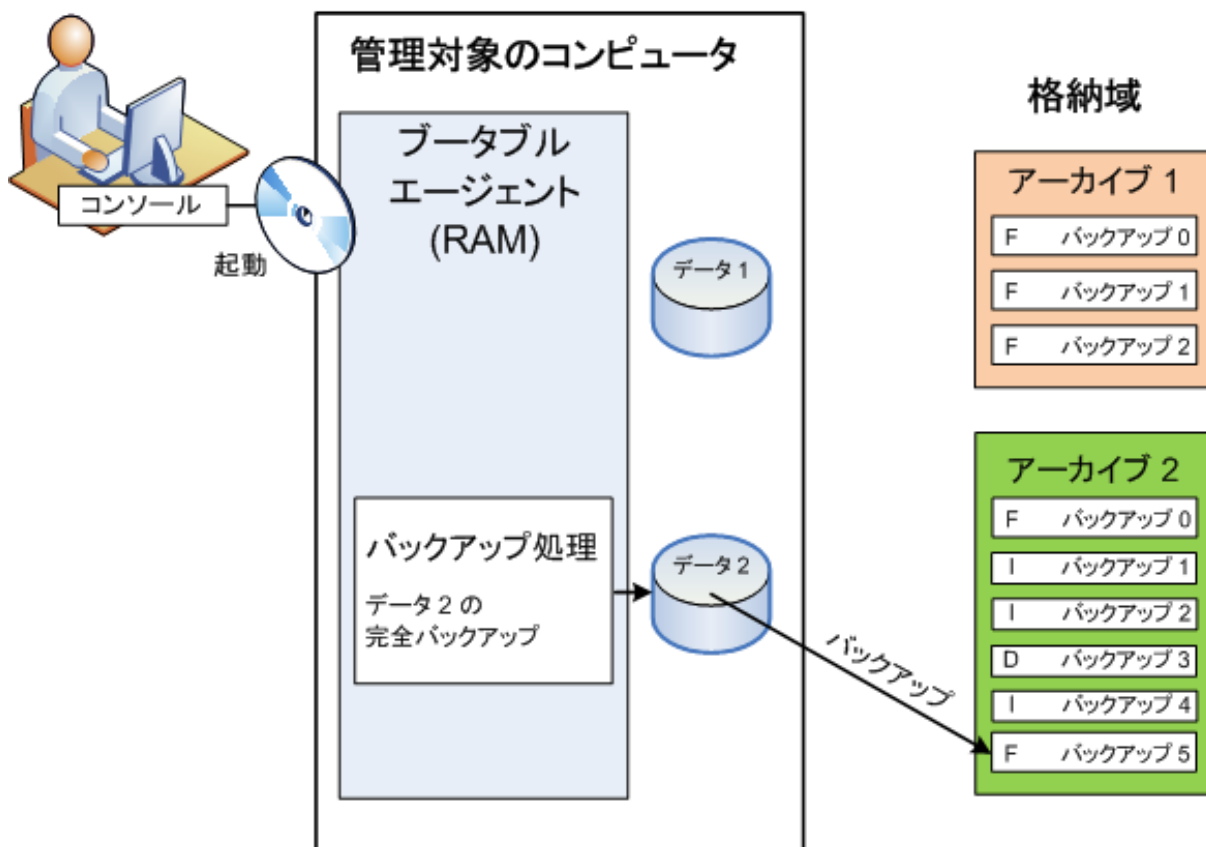 管理対象のコンピュータ
コンソール
起動
ブータブル
エージェント
(RAM)
データ 1
バックアップ処理
データ 2 の
完全バックアップ
データ 2
バックアップ
格納域
アーカイブ 1
F バックアップ 0
F バックアップ 1
F バックアップ 2
アーカイブ 2
F バックアップ 0
I バックアップ 1
I バックアップ 2
D バックアップ 3
I バックアップ 4
F バックアップ 5